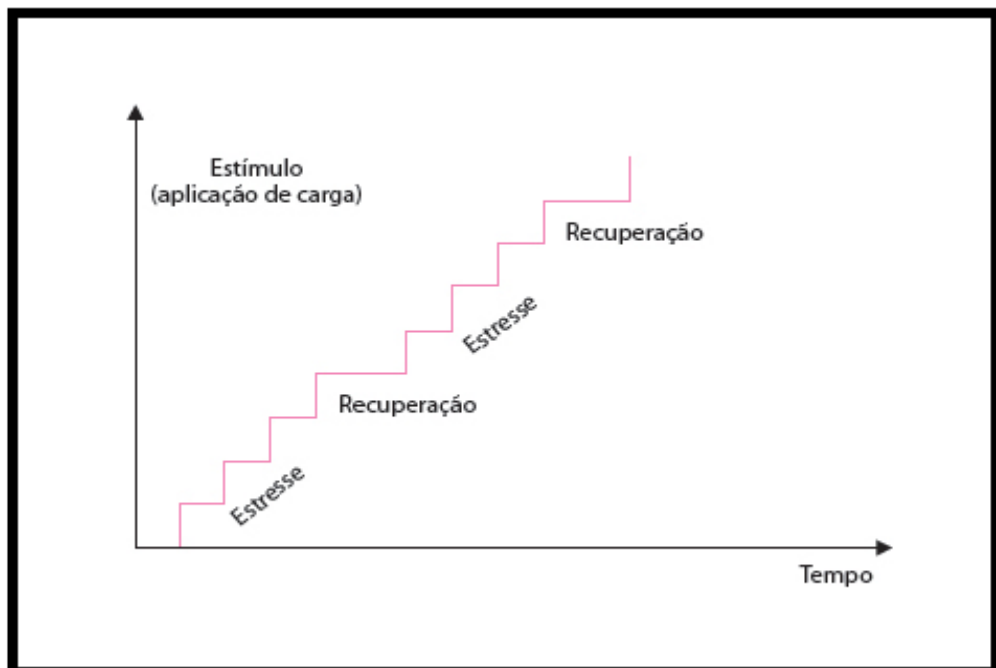 Estímulo
(aplicação de carga)
Recuperação
Estresse
Recuperação
Estresse
Tempo